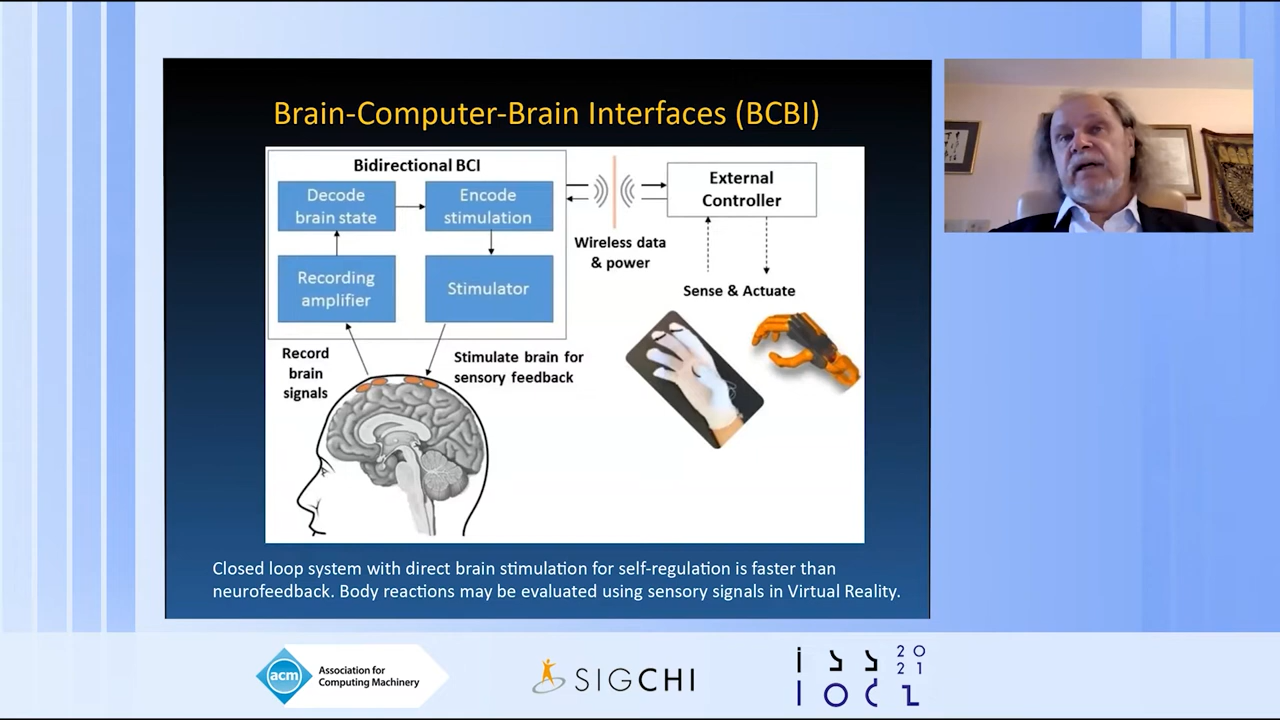 Brain-Computer-Brain Interfaces (BCBI)
Bidirectional BCI
Decode
brain state
Encode
stimulation
Recording
amplifier
Stimulator
Record
brain
signals
Stimulate brain for
sensory feedback
Wireless data
& power
External
Controller
Sense & Actuate
Closed loop system with direct brain stimulation for self-regulation is faster than
neurofeedback. Body reactions may be evaluated using sensory signals in Virtual Reality.
acm
Association for
Computing Machinery
SIGCHI
iss
lodz
20
21